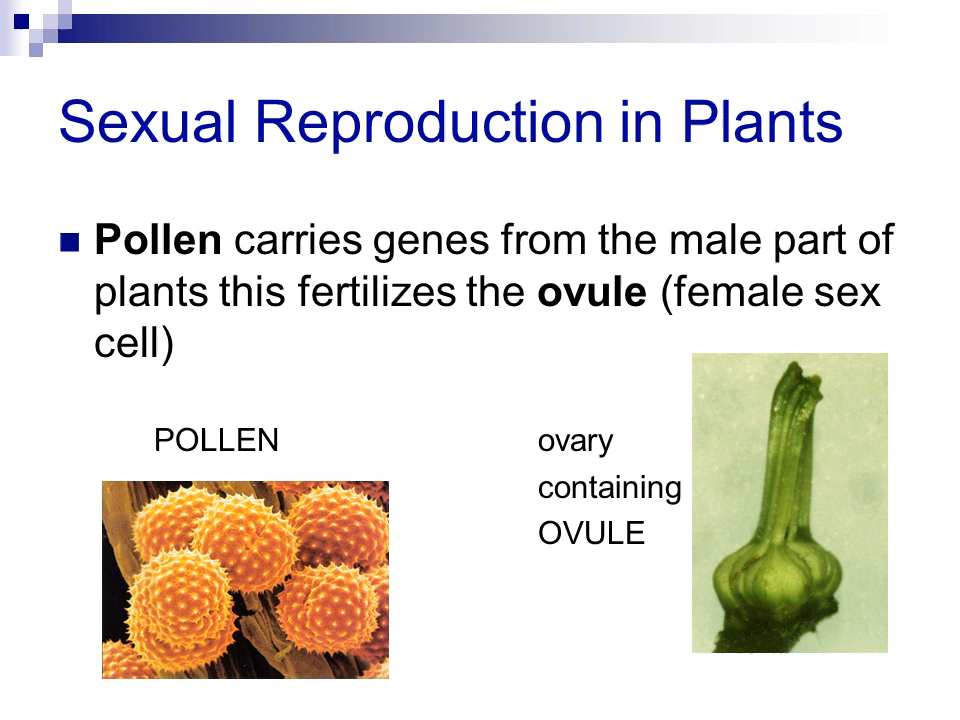 Sexual Reproduction in Plants
Pollen carries genes from the male part of
plants this fertilizes the ovule (female sex
cell)
POLLEN
ovary
containing
OVULE